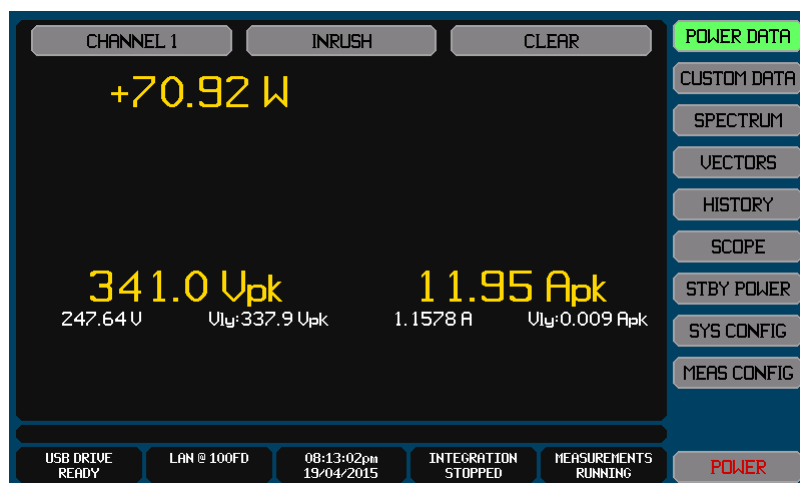 CHANNEL 1
INRUSH
CLEAR
+70.92 W
341.0 Vpk
11.95 Apk
247.64 V
Vly:337.9 Vpk
1.1578 A
Vly:0.009 Apk
POWER DATA
CUSTOM DATA
SPECTRUM
VECTORS
HISTORY
SCOPE
STBY POWER
SYS CONFIG
MEAS CONFIG
USB DRIVE
READY
LAN @ 100FD
08:13:02pm
19/04/2015
INTEGRATION
STOPPED
MEASUREMENTS
RUNNING
POWER